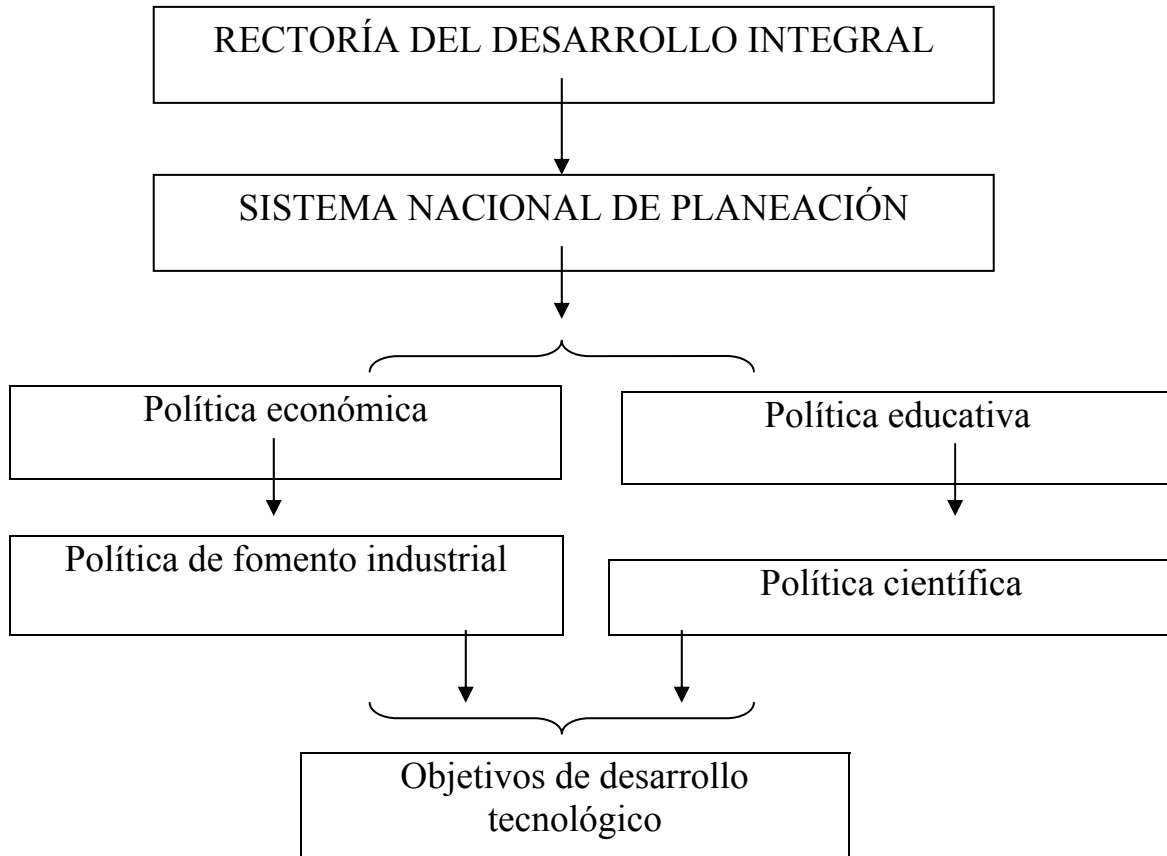 RECTORÍA DEL DESARROLLO INTEGRAL
SISTEMA NACIONAL DE PLANEACIÓN
Política económica
Política educativa
Política de fomento industrial
Política científica
Objetivos de desarrollo
tecnológico